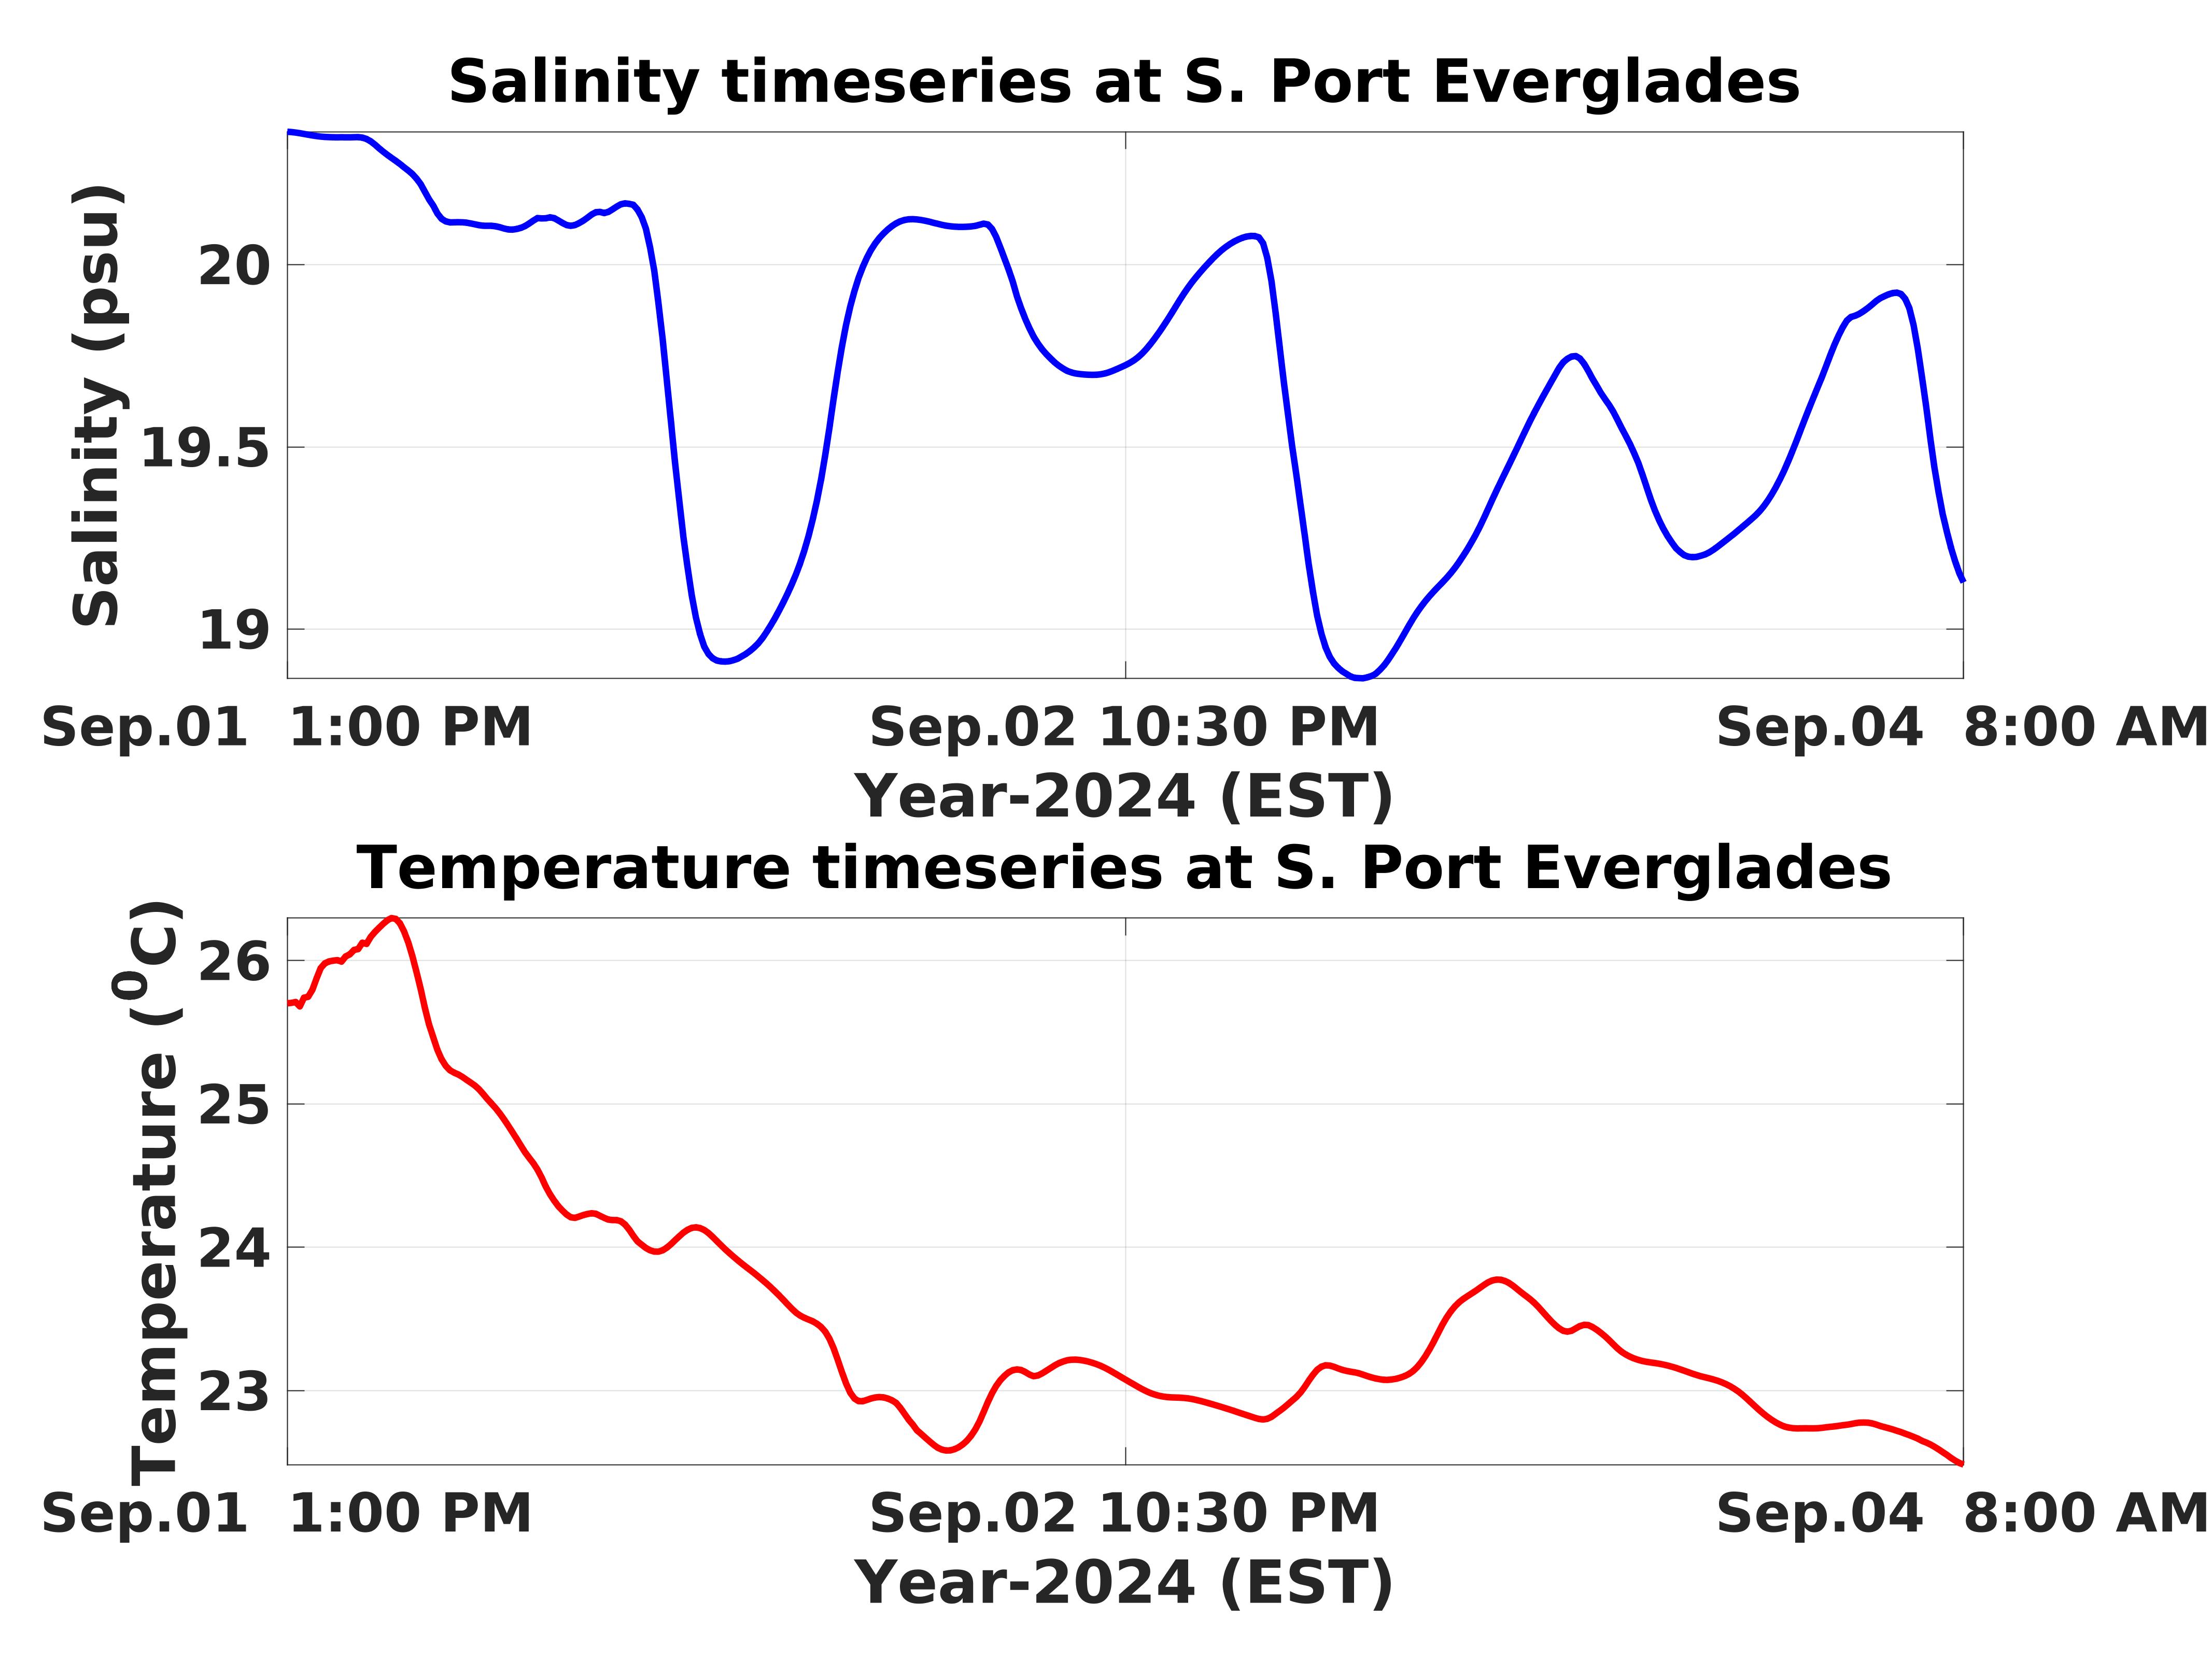 Salinity timeseries at S. Port Everglades
Salinity (psu)
20
19.5
19
Sep.01  1:00 PM
Sep.02 10:30 PM
Sep.04  8:00 AM
Year-2024 (EST)
Temperature timeseries at S. Port Everglades
Temperature (⁰C)
26
25
24
23
Sep.01  1:00 PM
Sep.02 10:30 PM
Sep.04  8:00 AM
Year-2024 (EST)